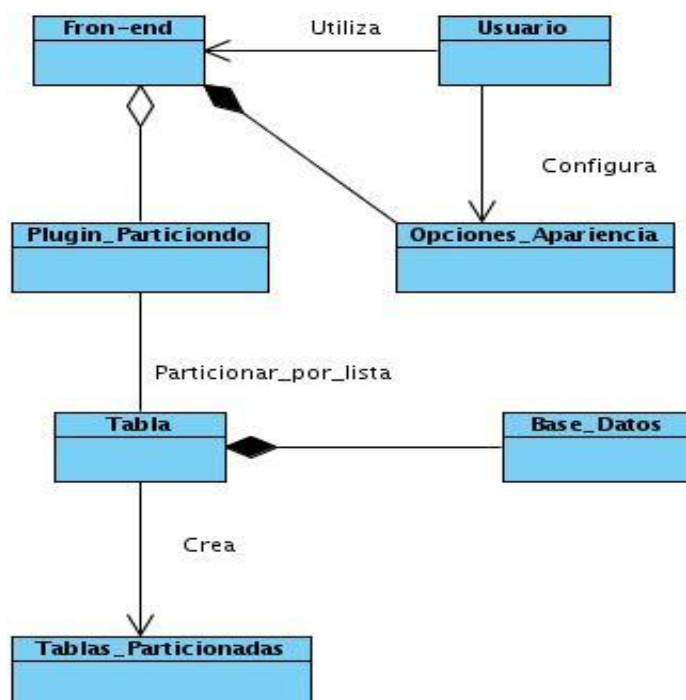 Fron-end
Utiliza
Usuario
Configura
Plugin_Particiondo
Opciones_Apariencia
Particionar_por_lista
Tabla
Base_Datos
Crea
Tablas_Particionadas